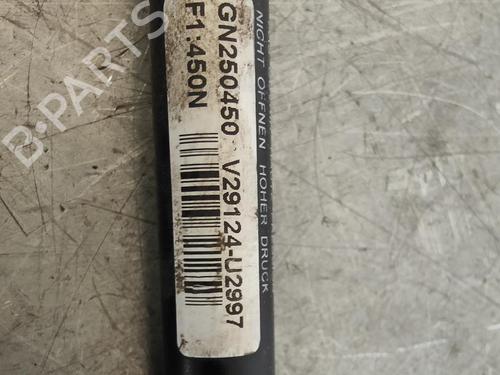 NICHT ÖFFNEN HOHER DRUCK
GN250450 V29124-U2997
F1:450N
B-PARTS